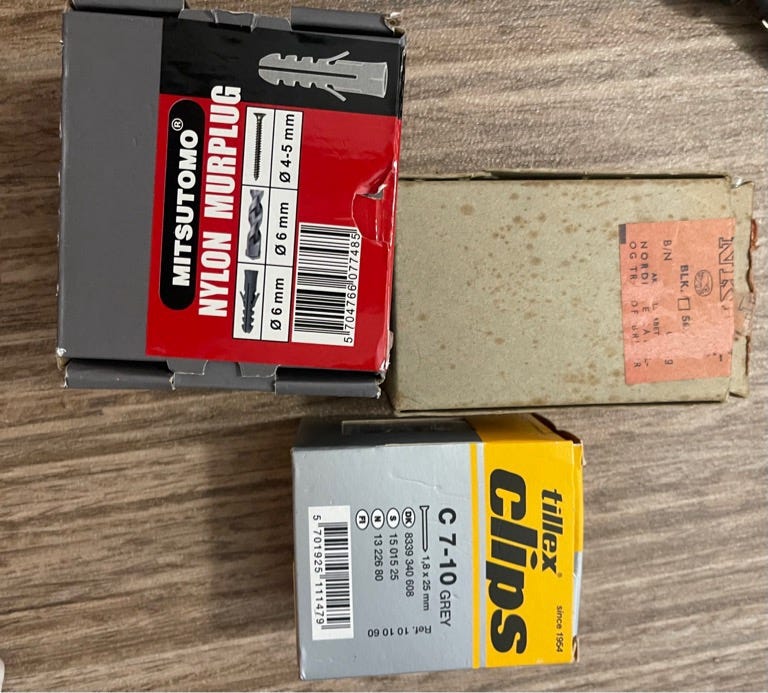 MITSUTOMO®
NYLON MURPLUG
Ø 6 mm
Ø 6 mm
Ø 4-5 mm
5 704766 077485
BLK.
B/N
tillex®
since 1954
clips
C 7-10 GREY
1,8 x 25 mm
Ref. 10 10 60
DK 8339 340 608
S 15 015 25
N 13 226 80
FI
5 701925 111479